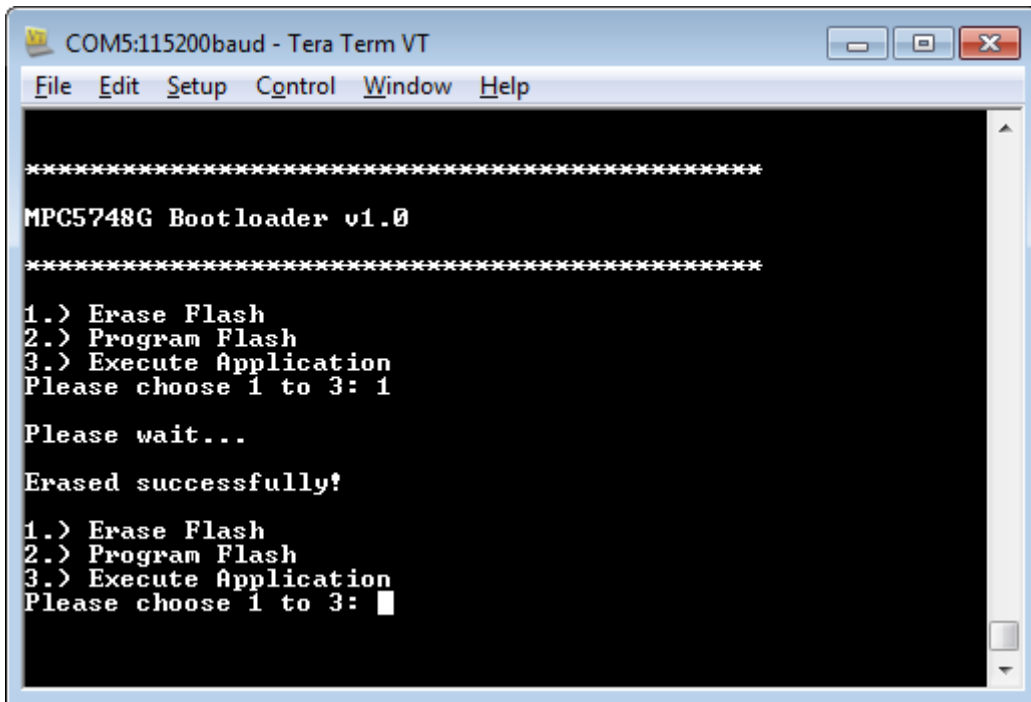 COM5:115200baud - Tera Term VT
File Edit Setup Control Window Help
**********************************************
MPC5748G Bootloader v1.0
**********************************************
1.) Erase Flash
2.) Program Flash
3.) Execute Application
Please choose 1 to 3: 1
Please wait...
Erased successfully!
1.) Erase Flash
2.) Program Flash
3.) Execute Application
Please choose 1 to 3: